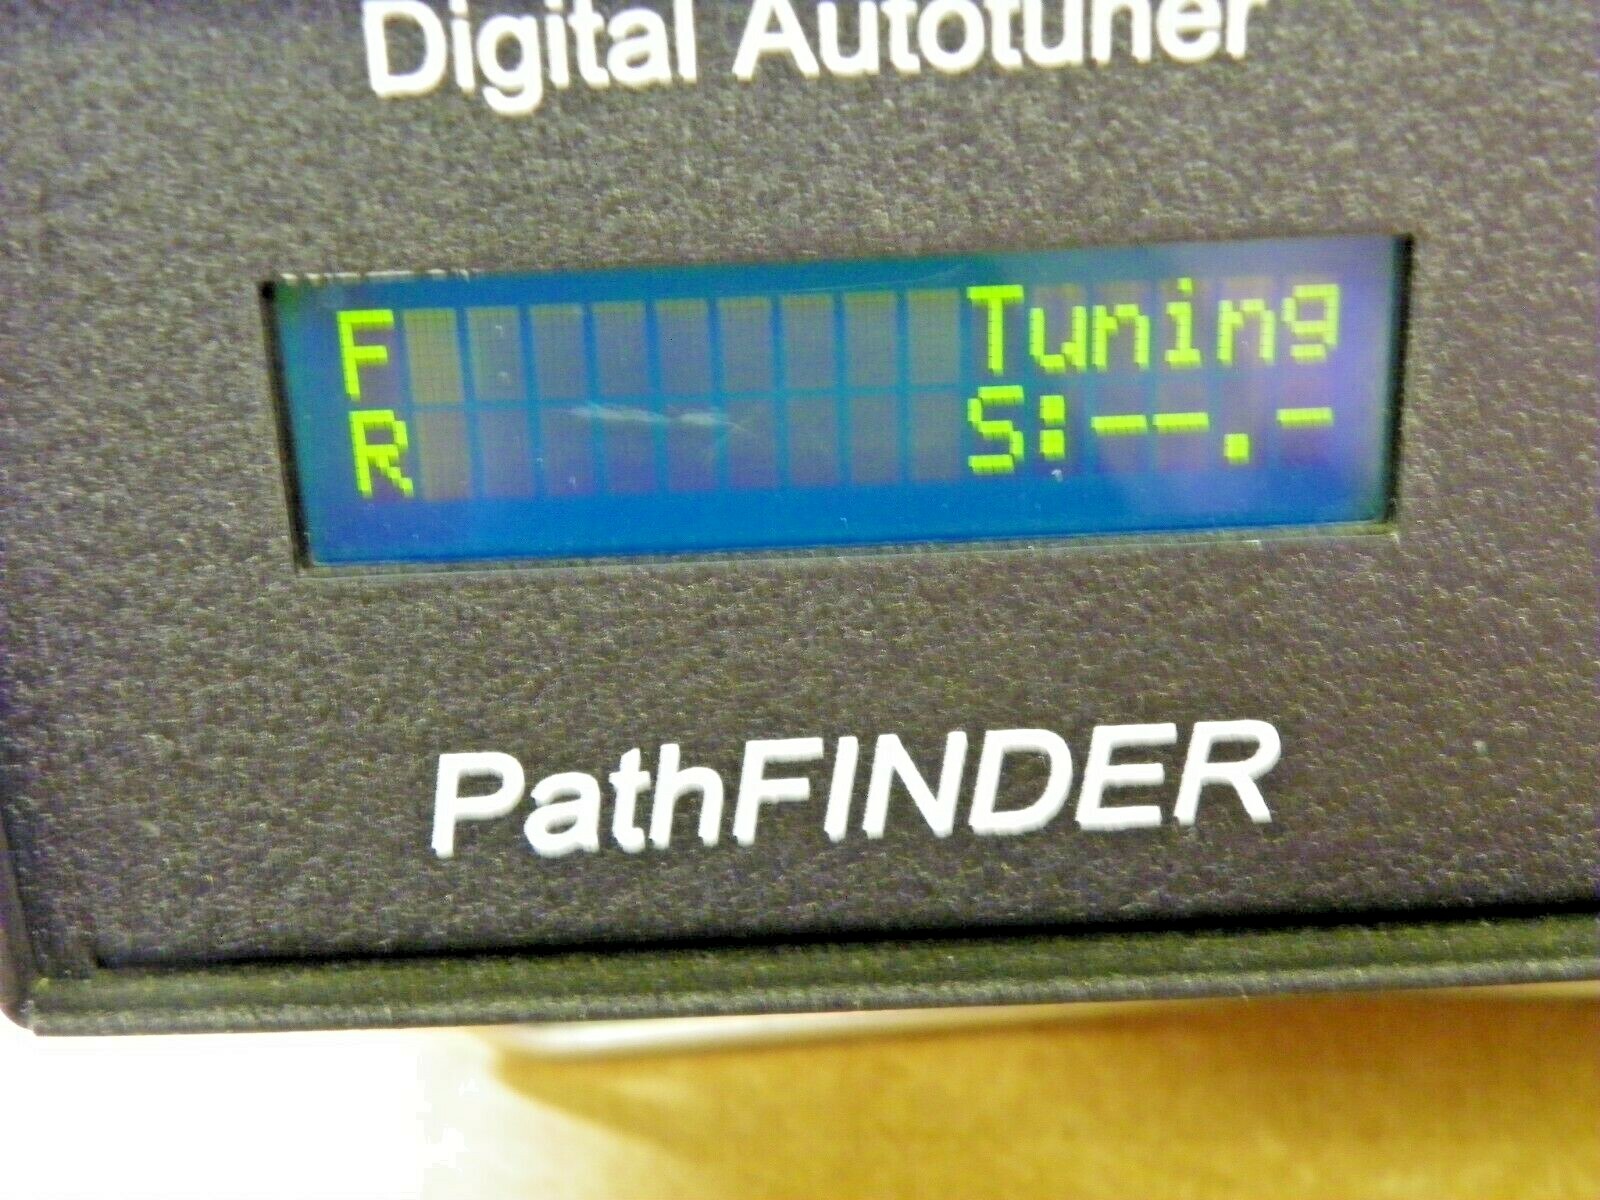 Digital Autotuner
F Tuning
R S:--.-
PathFINDER